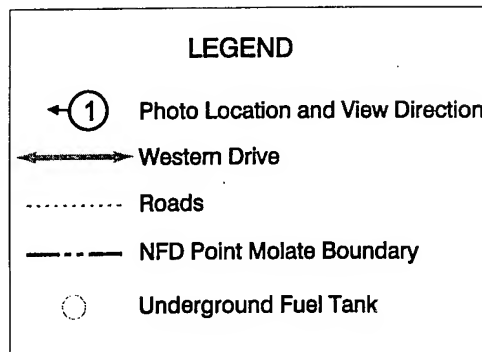 LEGEND
1 Photo Location and View Direction
Western Drive
Roads
NFD Point Molate Boundary
Underground Fuel Tank